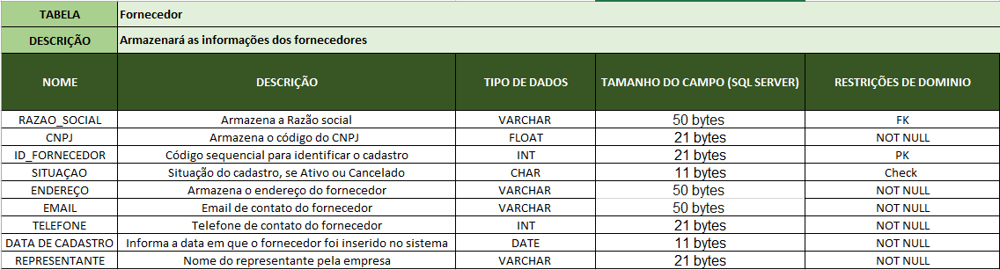 TABELA Fornecedor
DESCRIÇÃO Armazenará as informações dos fornecedores
NOME DESCRIÇÃO TIPO DE DADOS TAMANHO DO CAMPO (SQL SERVER) RESTRIÇÕES DE DOMINIO
RAZAO_SOCIAL Armazena a Razão social VARCHAR 50 bytes FK
CNPJ Armazena o código do CNPJ FLOAT 21 bytes NOT NULL
ID_FORNECEDOR Código sequencial para identificar o cadastro INT 21 bytes PK
SITUAÇAO Situação do cadastro, se Ativo ou Cancelado CHAR 11 bytes Check
ENDEREÇO Armazena o endereço do fornecedor VARCHAR 50 bytes NOT NULL
EMAIL Email de contato do fornecedor VARCHAR 50 bytes NOT NULL
TELEFONE Telefone de contato do fornecedor INT 21 bytes NOT NULL
DATA DE CADASTRO Informa a data em que o fornecedor foi inserido no sistema DATE 11 bytes NOT NULL
REPRESENTANTE Nome do representante pela empresa VARCHAR 21 bytes NOT NULL